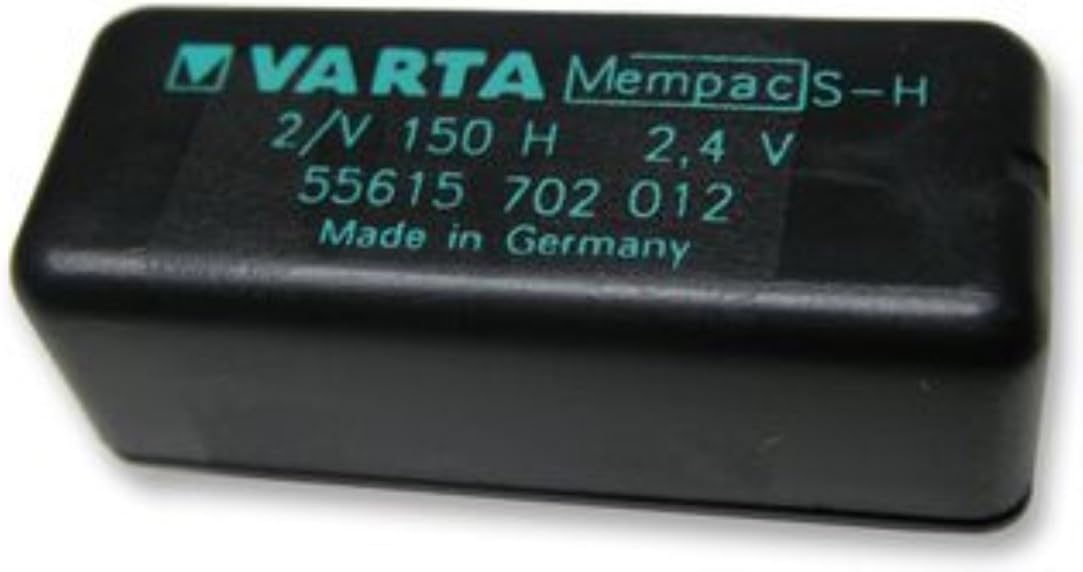 VARTA Mempac S-H
2/V 150 H 2,4 V
55615 702 012
Made in Germany